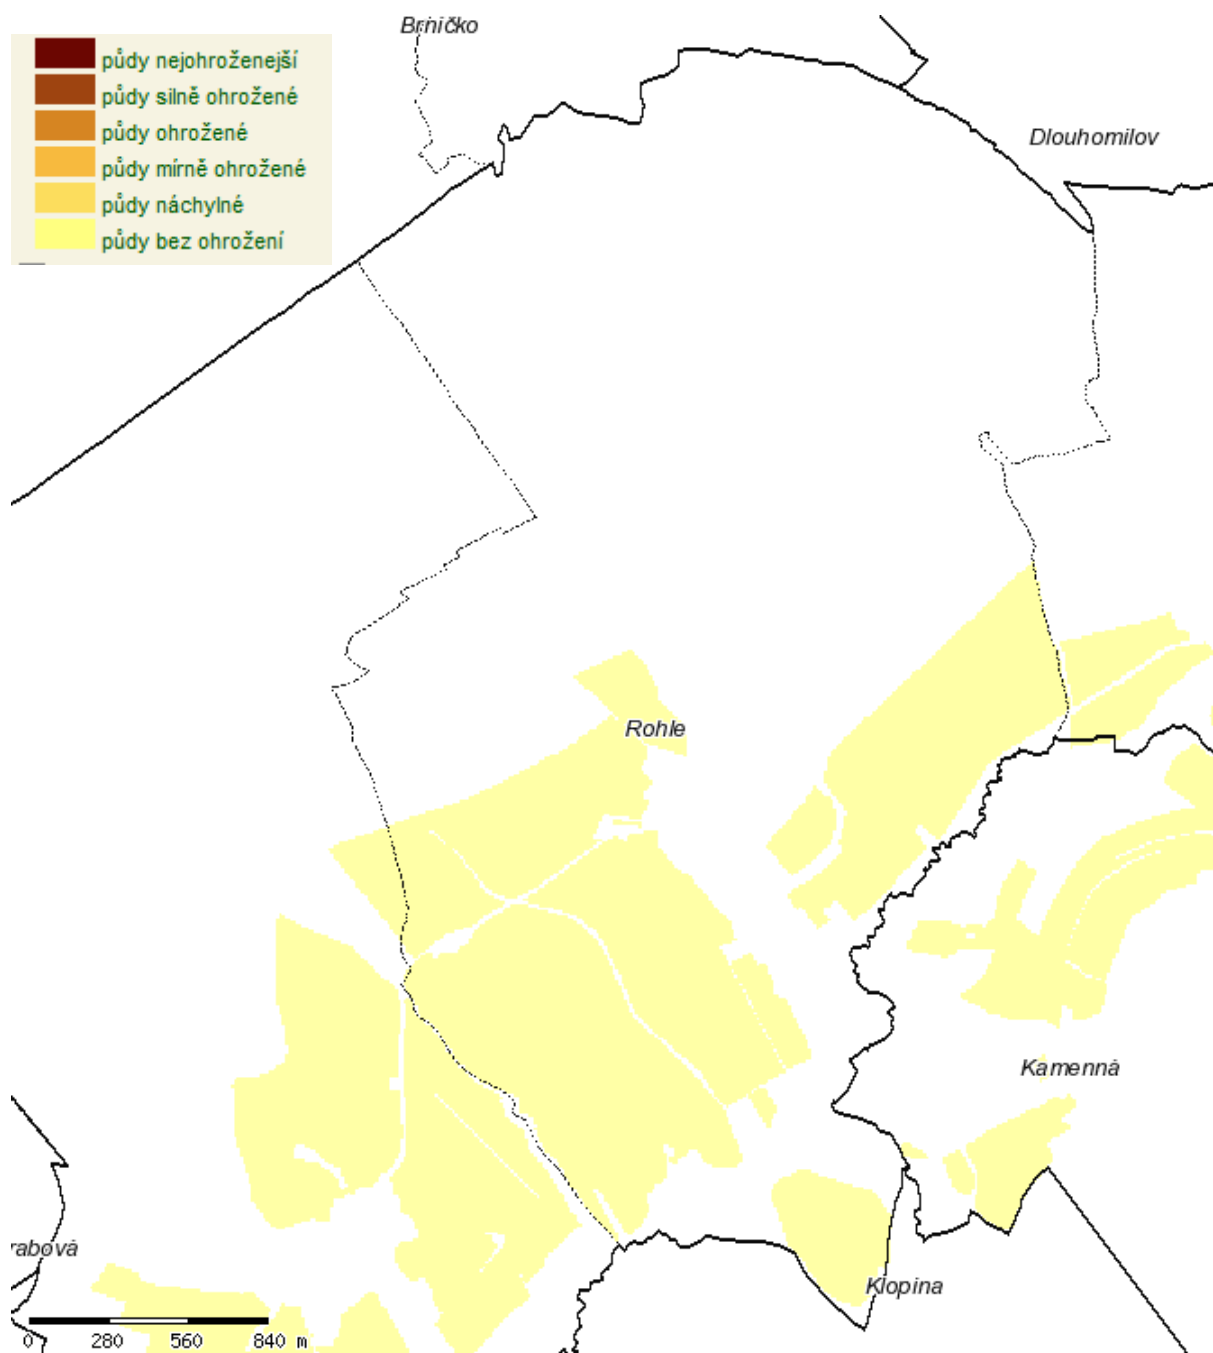 Brničko
půdy nejohroženejší
půdy silně ohrožené
půdy ohrožené
půdy mírně ohrožené
půdy náchylné
půdy bez ohrožení
Dlouhomilov
Rohle
Kamenná
rabová
Klopina
0 280 560 840 m